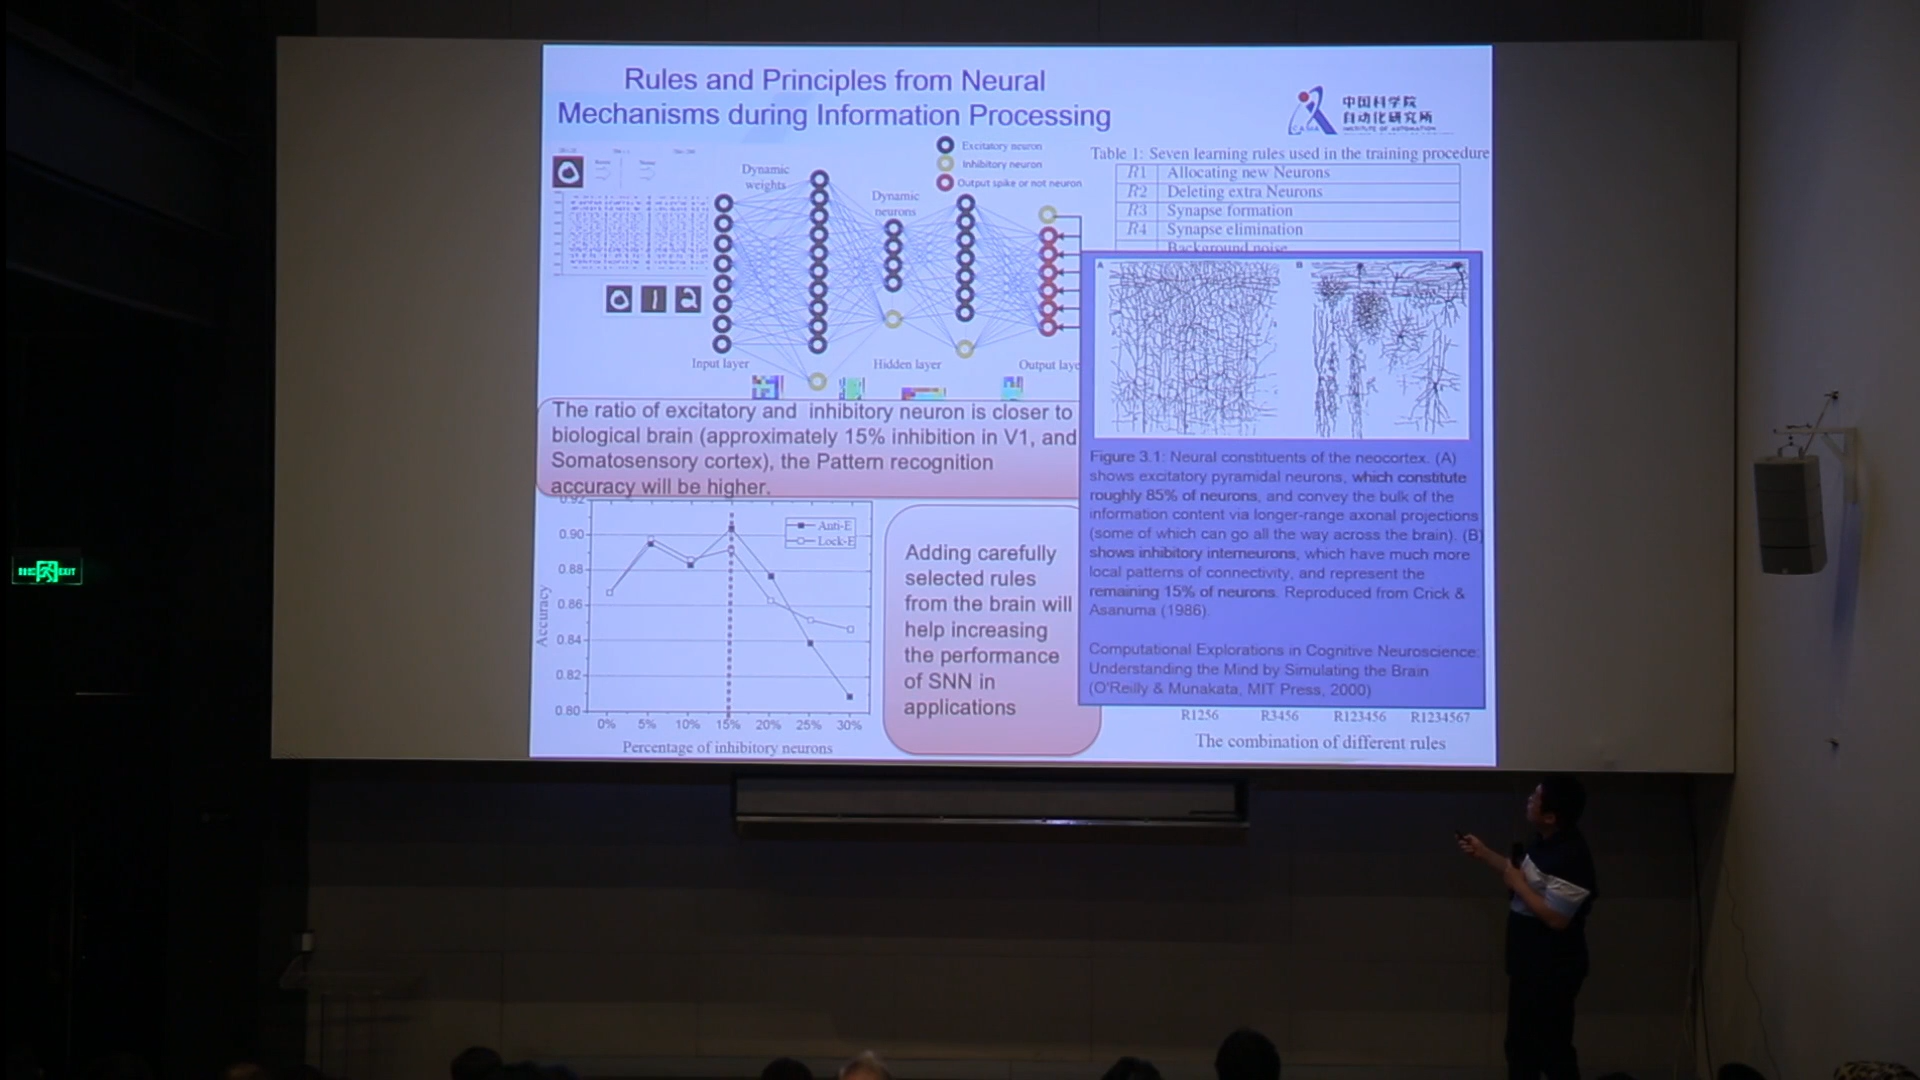 Rules and Principles from Neural
Mechanisms during Information Processing
中国科学院
自动化研究所
INSTITUTE OF AUTOMATION
CASIA
Excitatory neuron
Inhibitory neuron
Output spike or not neuron
Dynamic
weights
Dynamic
neurons
Input layer
Hidden layer
Output laye
Table 1: Seven learning rules used in the training procedure
R1 Allocating new Neurons
R2 Deleting extra Neurons
R3 Synapse formation
R4 Synapse elimination
Background noise
The ratio of excitatory and inhibitory neuron is closer to
biological brain (approximately 15% inhibition in V1, and
Somatosensory cortex), the Pattern recognition
accuracy will be higher.
A
B
Figure 3.1: Neural constituents of the neocortex. (A)
shows excitatory pyramidal neurons, which constitute
roughly 85% of neurons, and convey the bulk of the
information content via longer-range axonal projections
(some of which can go all the way across the brain). (B)
shows inhibitory interneurons, which have much more
local patterns of connectivity, and represent the
remaining 15% of neurons. Reproduced from Crick &
Asanuma (1986).
Computational Explorations in Cognitive Neuroscience:
Understanding the Mind by Simulating the Brain
(O'Reilly & Munakata, MIT Press, 2000)
0.92
0.90
0.88
0.86
0.84
0.82
0.80
Accuracy
Anti-E
Lock-E
0% 5% 10% 15% 20% 25% 30%
Percentage of inhibitory neurons
Adding carefully
selected rules
from the brain will
help increasing
the performance
of SNN in
applications
R1256 R3456 R123456 R1234567
The combination of different rules
EXIT